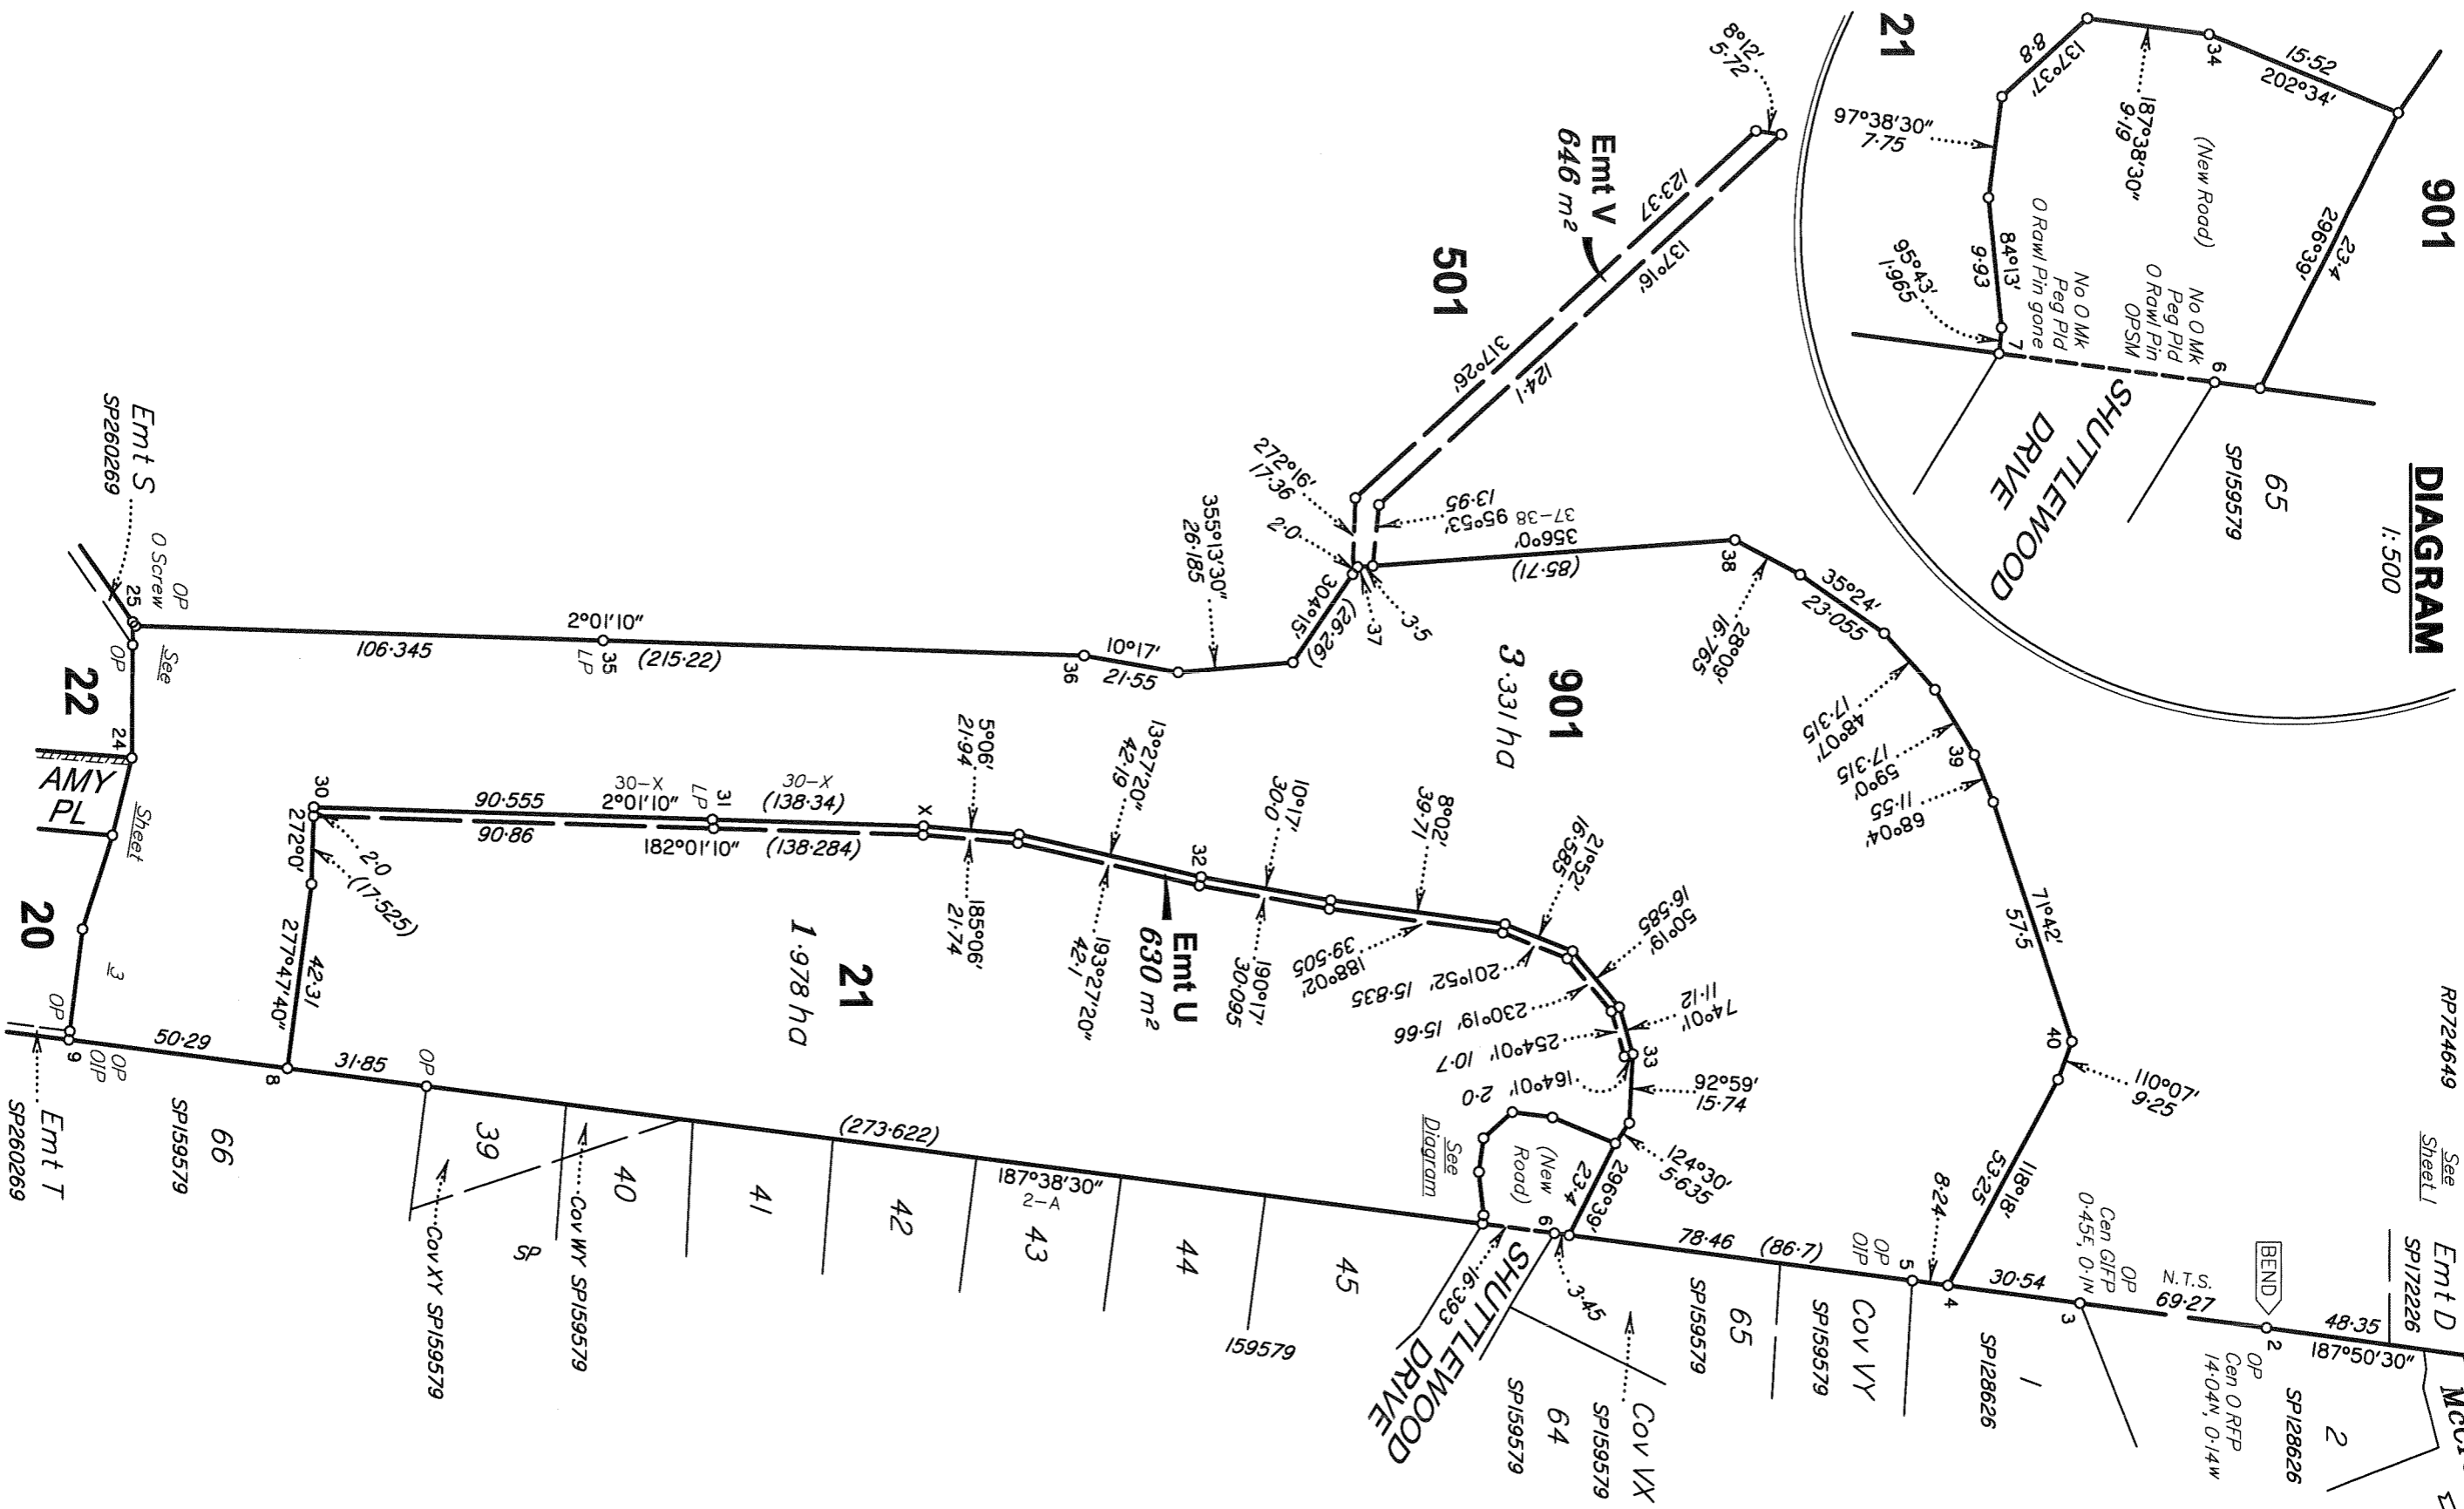 DIAGRAM
1:500
901
21
15·52
202°34'
34
187°38'30"
9·19
137°37'
8·8
97°38'30"
7·75
(New Road)
23·4
296°39'
84°13'
9·93
95°43'
1·965
No O Mk
Peg Pld
O Rawl Pin gone
No O Mk
Peg Pld
O Rawl Pin
OPSM
7
6
SHUTTLEWOOD
DRIVE
65
SP159579
8°12'
5·72
Emt V
646 m²
123·37
137°16'
317°26'
124·1
501
272°16'
17·36
2·0
37-38 95°53'
13·95
356°0'
(85·71)
3·5
37
304°15'
(26·26)
355°13'30"
26·185
10°17'
21·55
36
2°01'10"
106·345
35
LP
(215·22)
38
28°09'
16·765
35°24'
23·055
48°07'
17·315
59°0'
17·315
39
68°04'
11·55
71°42'
57·5
40
110°07'
9·25
118°18'
53·25
8·24
901
3·331 ha
RP724649
See
Sheet 1
Emt D
SP172226
BEND
48·35
187°50'30"
2
OP
Cen O RFP
14·04N, 0·14W
2
SP128626
N.T.S.
69·27
OP
Cen GIFP
0·45E, 0·1N
3
30·54
4
1
SP128626
5
OP
OIP
78·46
(86·7)
Cov VY
SP159579
65
SP159579
Cov VX
SP159579
64
SP159579
3·45
6
16·393
SHUTTLEWOOD
DRIVE
296°39'
23·4
(New
Road)
See
Diagram
124°30'
5·635
92°59'
15·74
33
74°01'
11·12
50°19'
16·585
21°52'
16·585
8°02'
39·71
10°17'
30·0
32
13°27'20"
42·19
5°06'
21·94
X
30-X
(138·34)
31
LP
30-X
2°01'10"
90·555
30
90·86
182°01'10"
(138·284)
185°06'
21·74
193°27'20"
42·1
Emt U
630 m²
190°17'
30·095
188°02'
39·505
201°52' 15·835
230°19' 15·66
254°01' 10·7
164°01' 2·0
21
1·978 ha
2·0
272°0'
(17·525)
42·31
277°47'40"
8
31·85
OP
50·29
9
OP
OIP
OP
(273·622)
187°38'30"
2-A
45
44
43
42
41
40
39
66
SP159579
159579
SP
Cov WY SP159579
Cov XY SP159579
Emt T
SP260269
Emt S
SP260269
OP
O Screw
25
OP
See
Sheet
3
22
24
AMY
PL
20